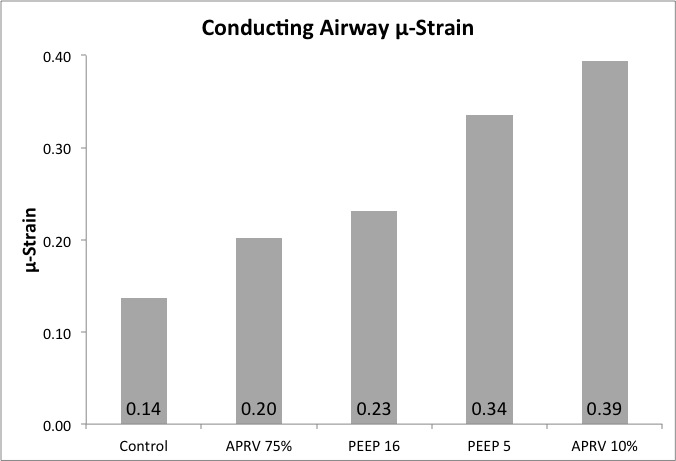 Conducting Airway μ-Strain
0.40
0.30
0.20
0.10
0.00
μ-Strain
0.14 0.20 0.23 0.34 0.39
Control APRV 75% PEEP 16 PEEP 5 APRV 10%